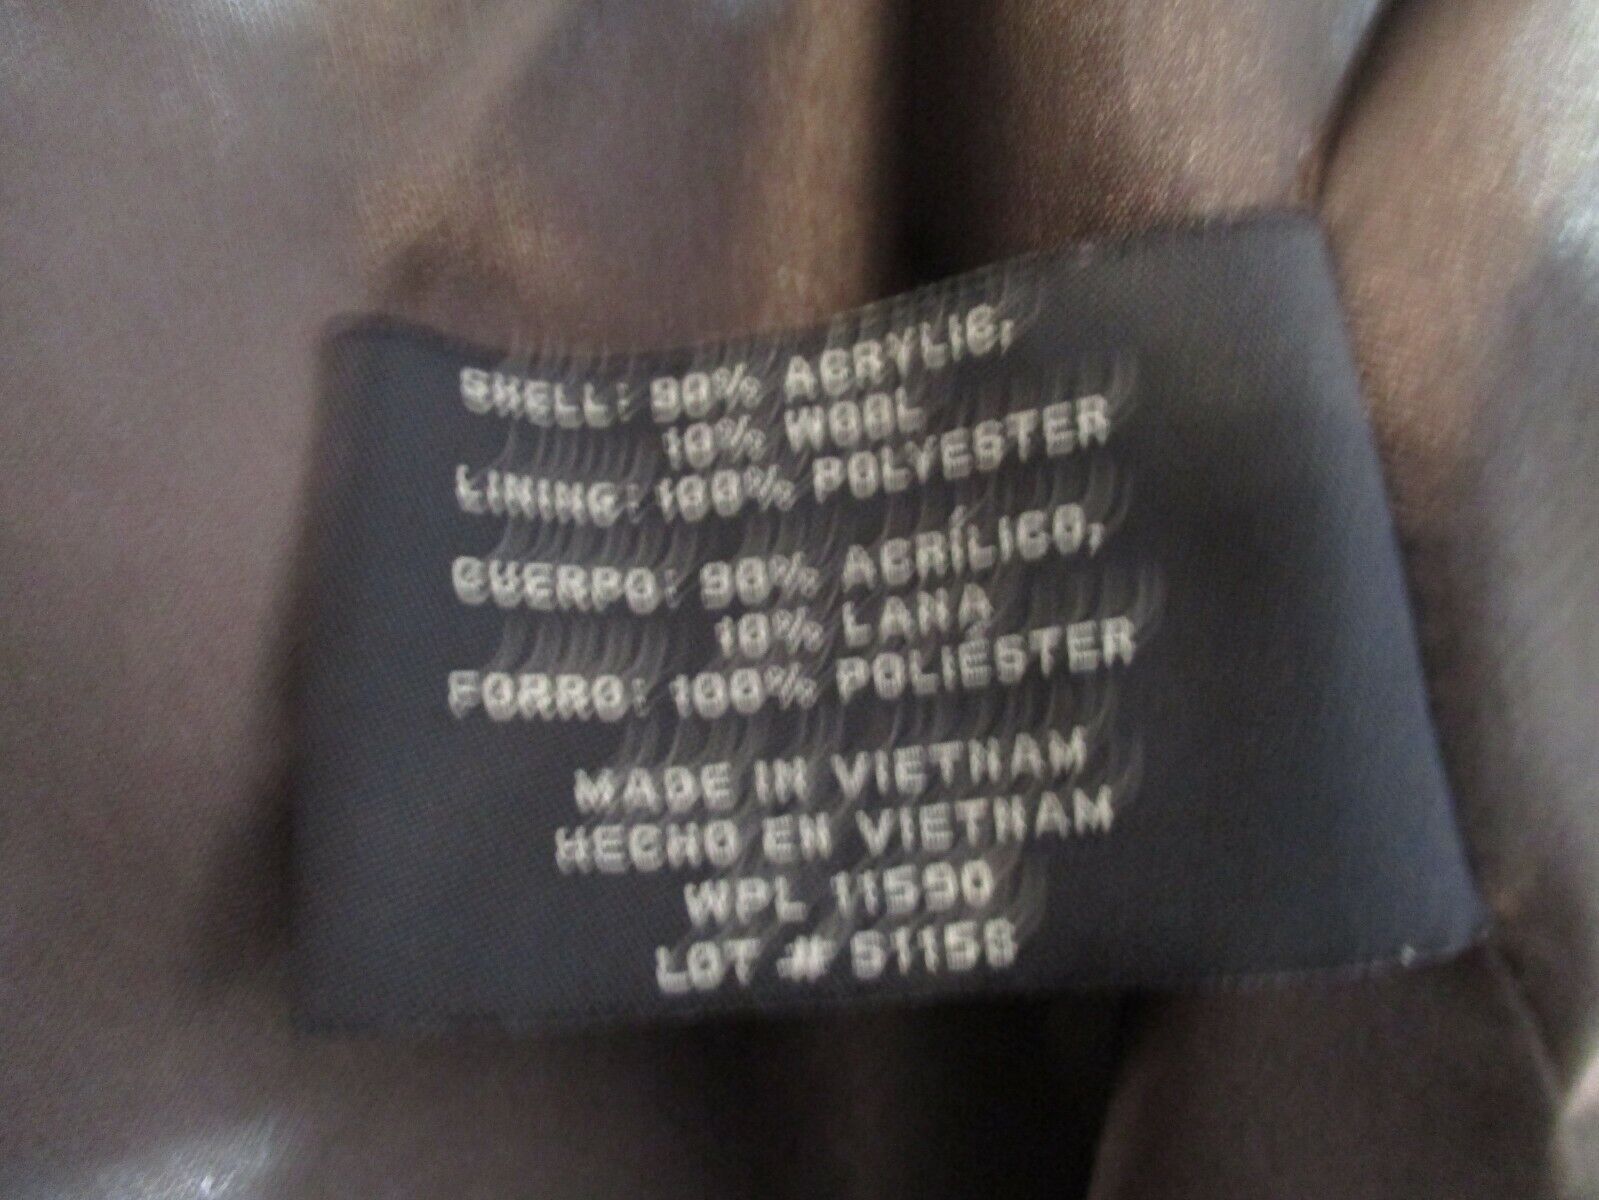 SHELL: 90% ACRYLIC,
10% WOOL
LINING: 100% POLYESTER
CUERPO: 90% ACRÍLICO,
10% LANA
FORRO: 100% POLIÉSTER
MADE IN VIETNAM
HECHO EN VIETNAM
WPL 11590
LOT # 51158